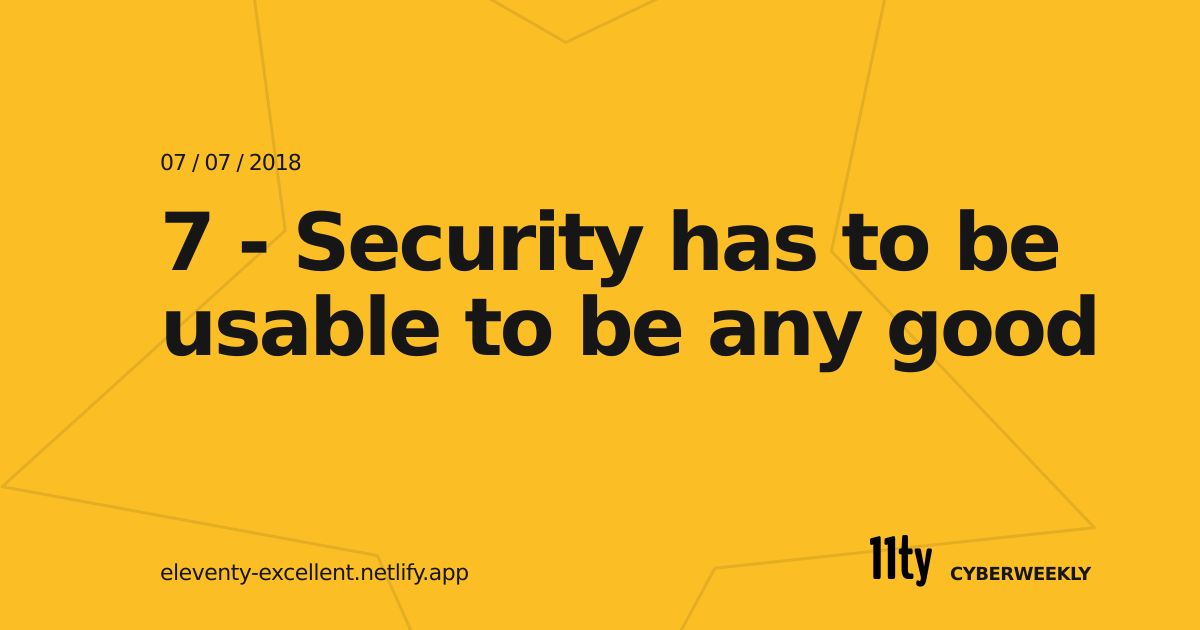 07 / 07 / 2018
7 - Security has to be
usable to be any good
eleventy-excellent.netlify.app
11ty CYBERWEEKLY